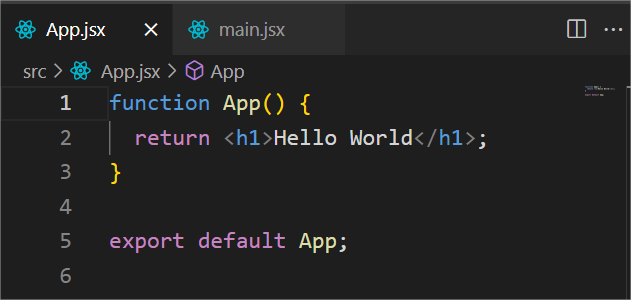 App.jsx main.jsx
src App.jsx App
1 function App() {
2 return <h1>Hello World</h1>;
3 }
4
5 export default App;
6